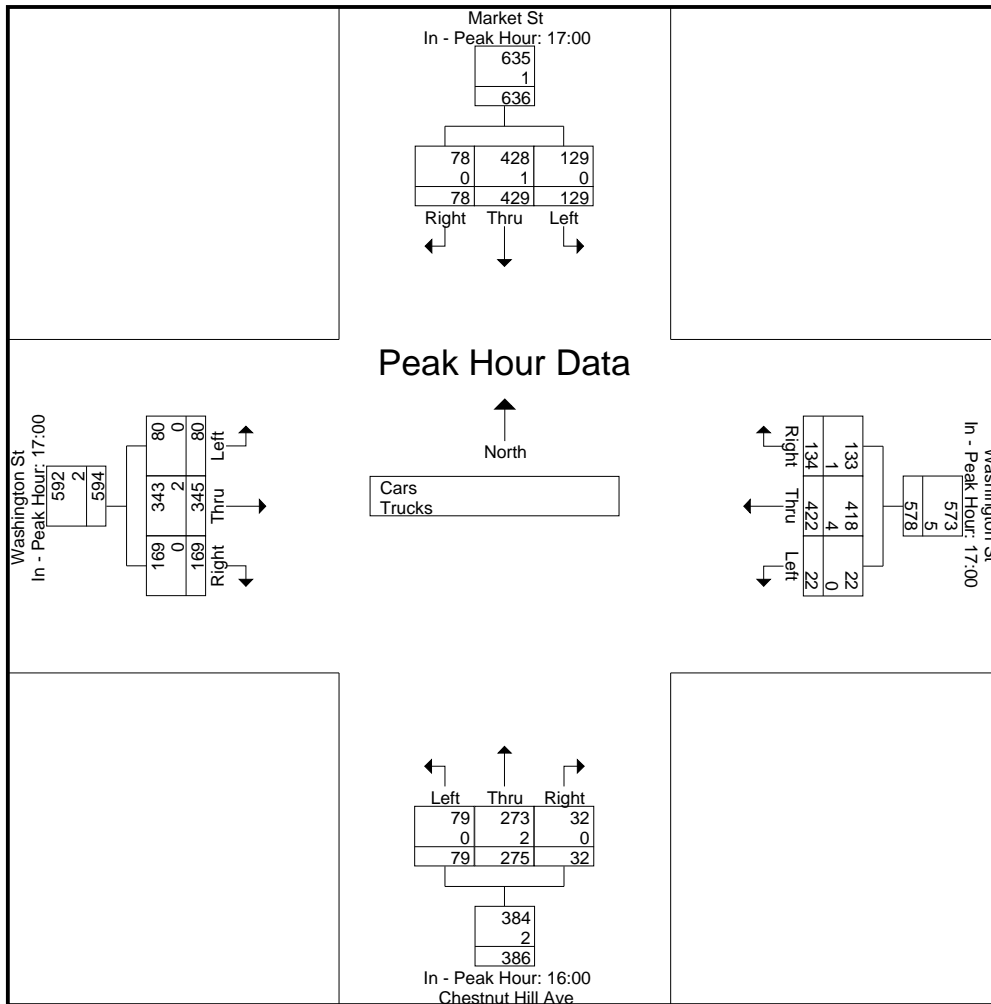 Market St
In - Peak Hour: 17:00
635
1
636
78 428 129
0 1 0
78 429 129
Right Thru Left
Peak Hour Data
North
Cars
Trucks
Washington St
In - Peak Hour: 17:00
592
2
594
80 0 80
343 2 345
169 0 169
Left
Thru
Right
Right
Thru
Left
134 1 133
422 4 418
22 0 22
573
5
578
Washington St
In - Peak Hour: 17:00
Left Thru Right
79 273 32
0 2 0
79 275 32
384
2
386
In - Peak Hour: 16:00
Chestnut Hill Ave